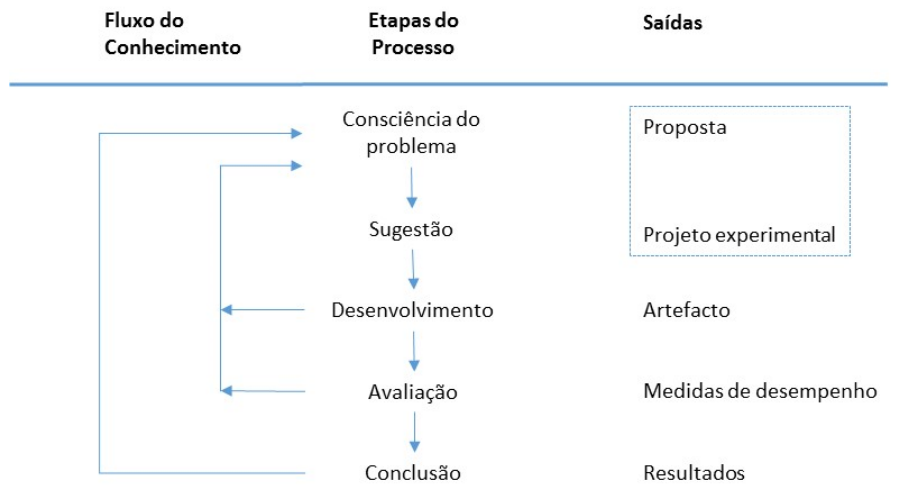 Fluxo do
Conhecimento
Etapas do
Processo
Saídas
Consciência do
problema
Proposta
Sugestão
Projeto experimental
Desenvolvimento
Artefacto
Avaliação
Medidas de desempenho
Conclusão
Resultados